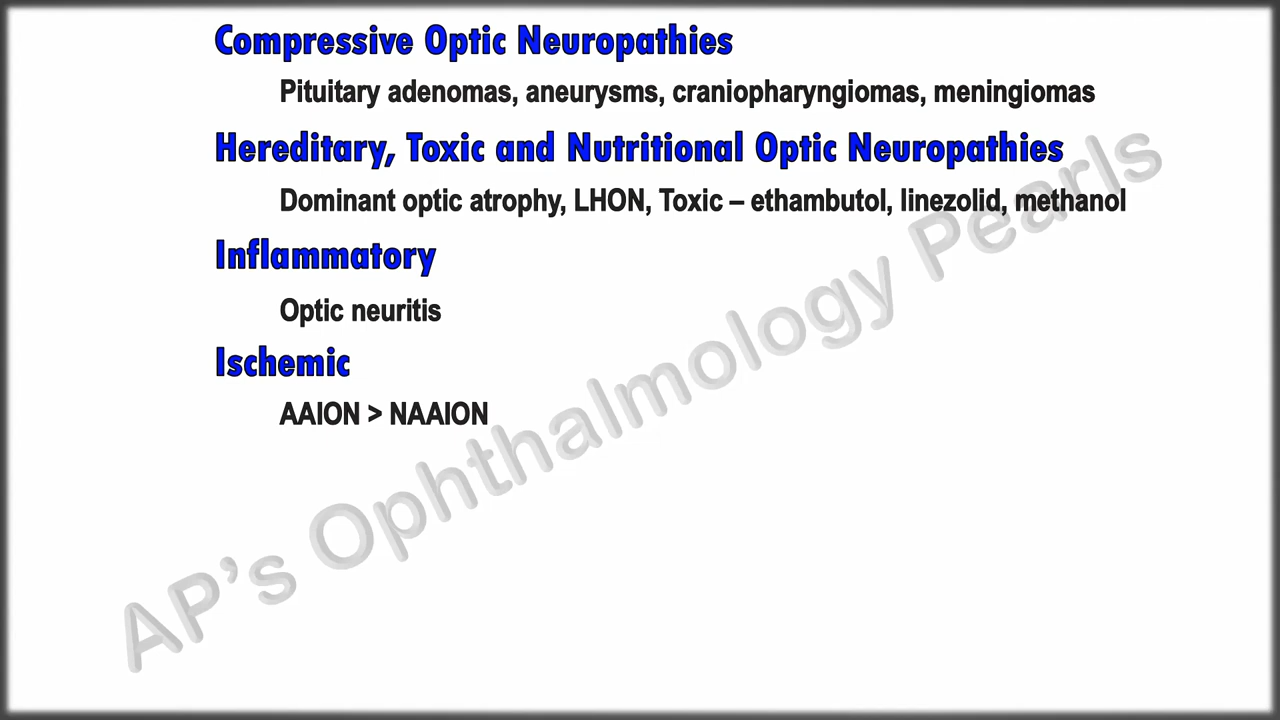 Compressive Optic Neuropathies
Pituitary adenomas, aneurysms, craniopharyngiomas, meningiomas
Hereditary, Toxic and Nutritional Optic Neuropathies
Dominant optic atrophy, LHON, Toxic – ethambutol, linezolid, methanol
Inflammatory
Optic neuritis
Ischemic
AAION > NAAION
AP's Ophthalmology Pearls